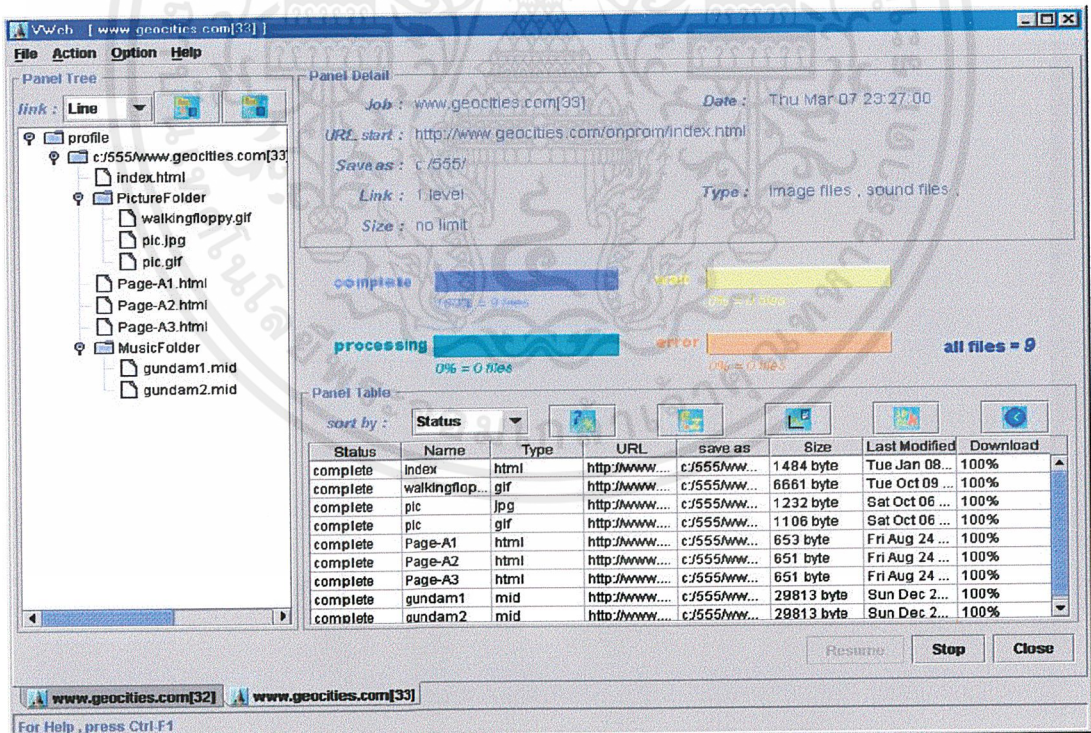 VWeb - [ www.geocities.com[33] ]
File Action Option Help
Panel Tree
link : Line
profile
c:/555/www.geocities.com[33]
index.html
PictureFolder
walkingfloppy.gif
pic.jpg
pic.gif
Page-A1.html
Page-A2.html
Page-A3.html
MusicFolder
gundam1.mid
gundam2.mid
Panel Detail
Job : www.geocities.com[33] Date : Thu Mar 07 23:27:00
URL start : http://www.geocities.com/onprom/index.html
Save as : c:/555/
Link : 1 level Type : image files , sound files ,
Size : no limit
complete wait
100% = 9 files 0% = 0 files
processing error all files = 9
0% = 0 files 0% = 0 files
Panel Table
sort by : Status
Status Name Type URL save as Size Last Modified Download
complete index html http://www.... c:/555/ww... 1484 byte Tue Jan 08... 100%
complete walkingflop... gif http://www.... c:/555/ww... 6661 byte Tue Oct 09 ... 100%
complete pic jpg http://www.... c:/555/ww... 1232 byte Sat Oct 06 ... 100%
complete pic gif http://www.... c:/555/ww... 1106 byte Sat Oct 06 ... 100%
complete Page-A1 html http://www.... c:/555/ww... 653 byte Fri Aug 24 ... 100%
complete Page-A2 html http://www.... c:/555/ww... 651 byte Fri Aug 24 ... 100%
complete Page-A3 html http://www.... c:/555/ww... 651 byte Fri Aug 24 ... 100%
complete gundam1 mid http://www.... c:/555/ww... 29813 byte Sun Dec 2... 100%
complete gundam2 mid http://www.... c:/555/ww... 29813 byte Sun Dec 2... 100%
Resume Stop Close
www.geocities.com[32] www.geocities.com[33]
For Help , press Ctrl-F1